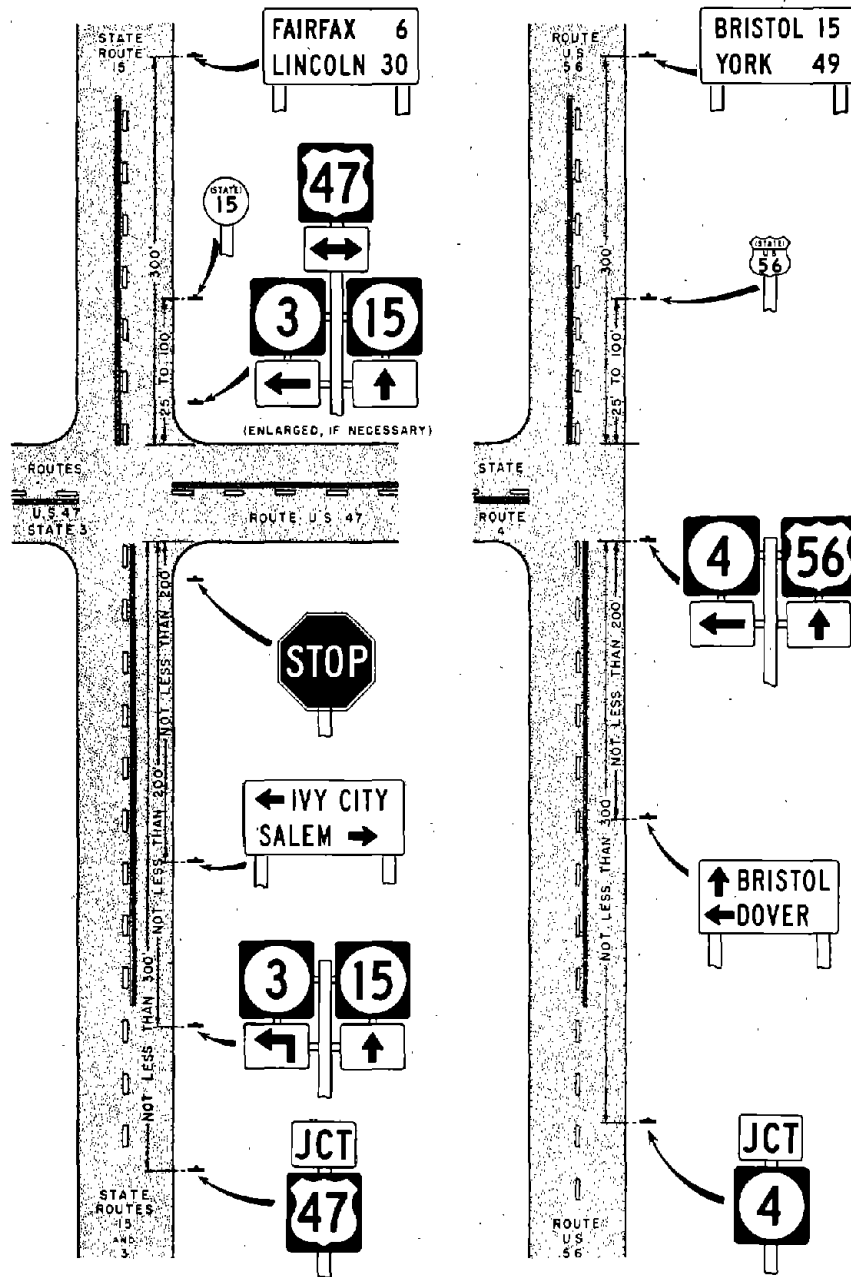 STATE
ROUTE
15
FAIRFAX 6
LINCOLN 30
300'
(STATE)
15
47
3
15
25 TO 100'
(ENLARGED, IF NECESSARY)
ROUTES
U.S. 47
STATE 3
ROUTE U S 47
NOT LESS THAN 200'
STOP
NOT LESS THAN 200'
← IVY CITY
SALEM →
NOT LESS THAN 300'
3
15
JCT
47
STATE
ROUTES
15
AND
3
ROUTE
US
56
BRISTOL 15
YORK 49
300'
(STATE)
U S
56
25 TO 100'
STATE
ROUTE
4
4
56
NOT LESS THAN 200'
NOT LESS THAN 300'
↑ BRISTOL
← DOVER
JCT
4
ROUTE
US
56